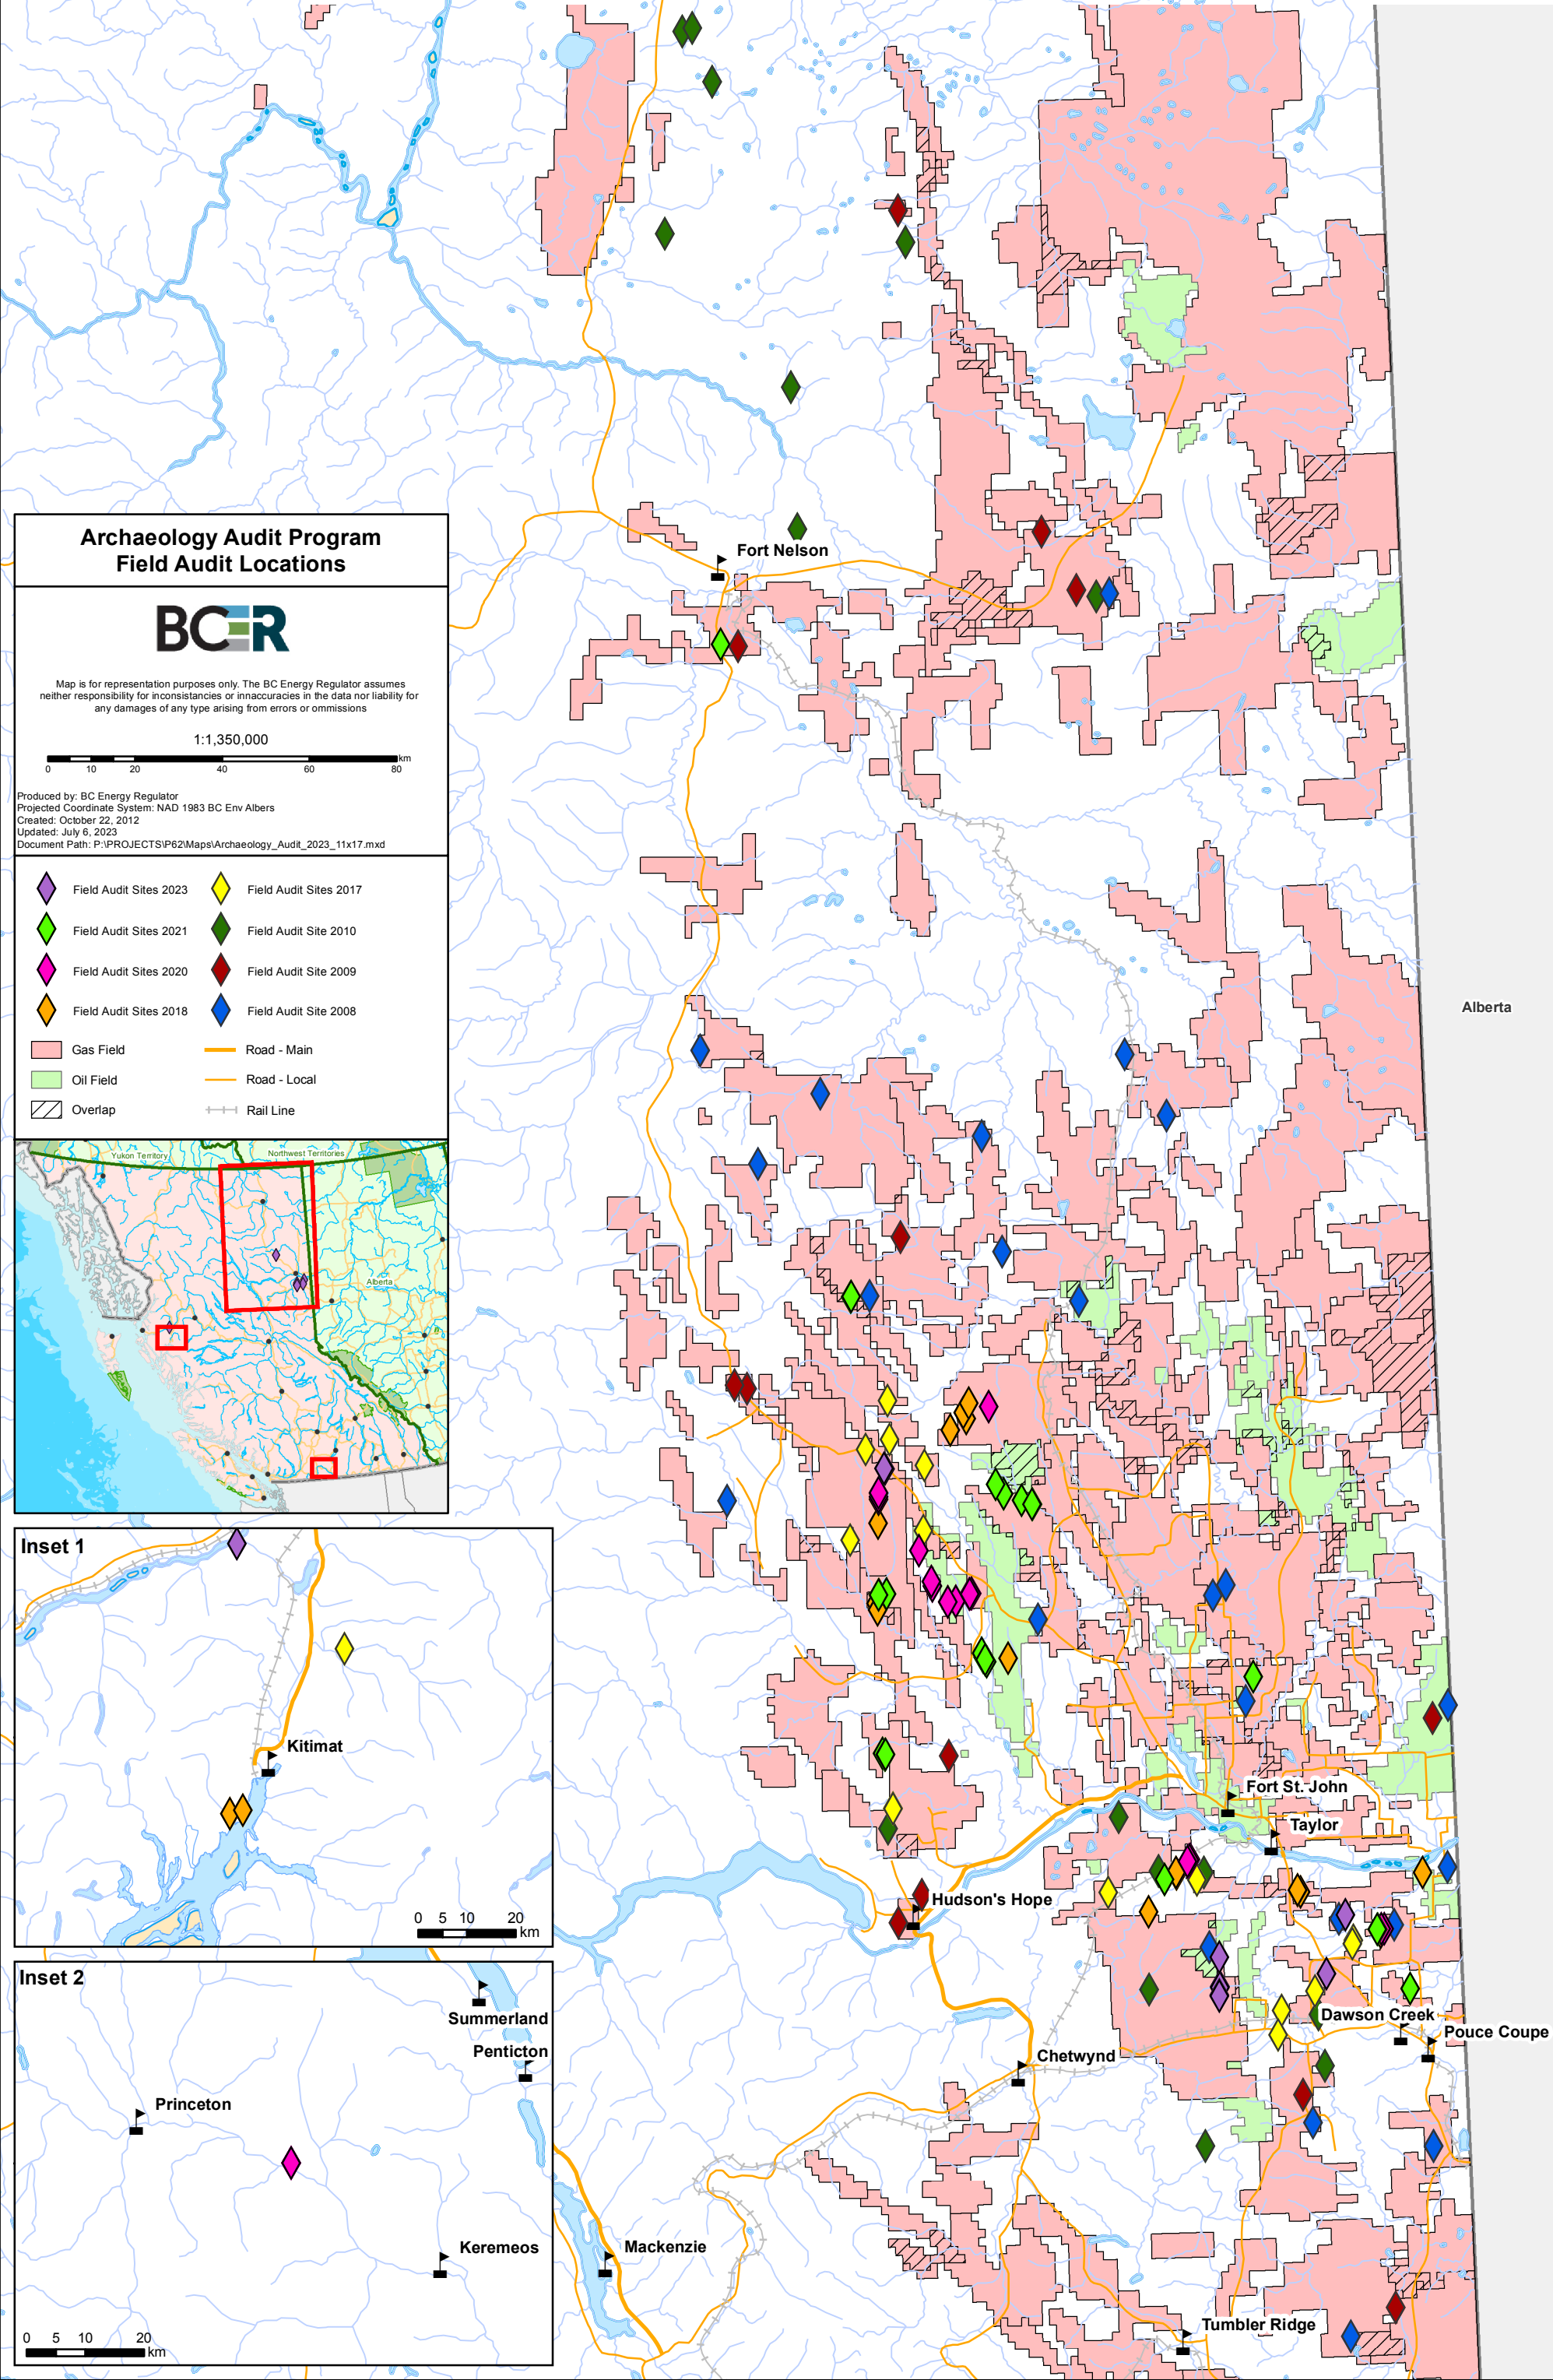 Archaeology Audit Program
Field Audit Locations
BCER
Map is for representation purposes only. The BC Energy Regulator assumes
neither responsibility for inconsistancies or innaccuracies in the data nor liability for
any damages of any type arising from errors or ommissions
1:1,350,000
km
0 10 20 40 60 80
Produced by: BC Energy Regulator
Projected Coordinate System: NAD 1983 BC Env Albers
Created: October 22, 2012
Updated: July 6, 2023
Document Path: P:\PROJECTS\P62\Maps\Archaeology_Audit_2023_11x17.mxd
Field Audit Sites 2023
Field Audit Sites 2017
Field Audit Sites 2021
Field Audit Site 2010
Field Audit Sites 2020
Field Audit Site 2009
Field Audit Sites 2018
Field Audit Site 2008
Gas Field
Road - Main
Oil Field
Road - Local
Overlap
Rail Line
Yukon Territory
Northwest Territories
Alberta
Inset 1
Kitimat
0 5 10 20
km
Inset 2
Summerland
Penticton
Princeton
Keremeos
0 5 10 20
km
Fort Nelson
Alberta
Fort St. John
Taylor
Hudson's Hope
Dawson Creek
Pouce Coupe
Chetwynd
Mackenzie
Tumbler Ridge